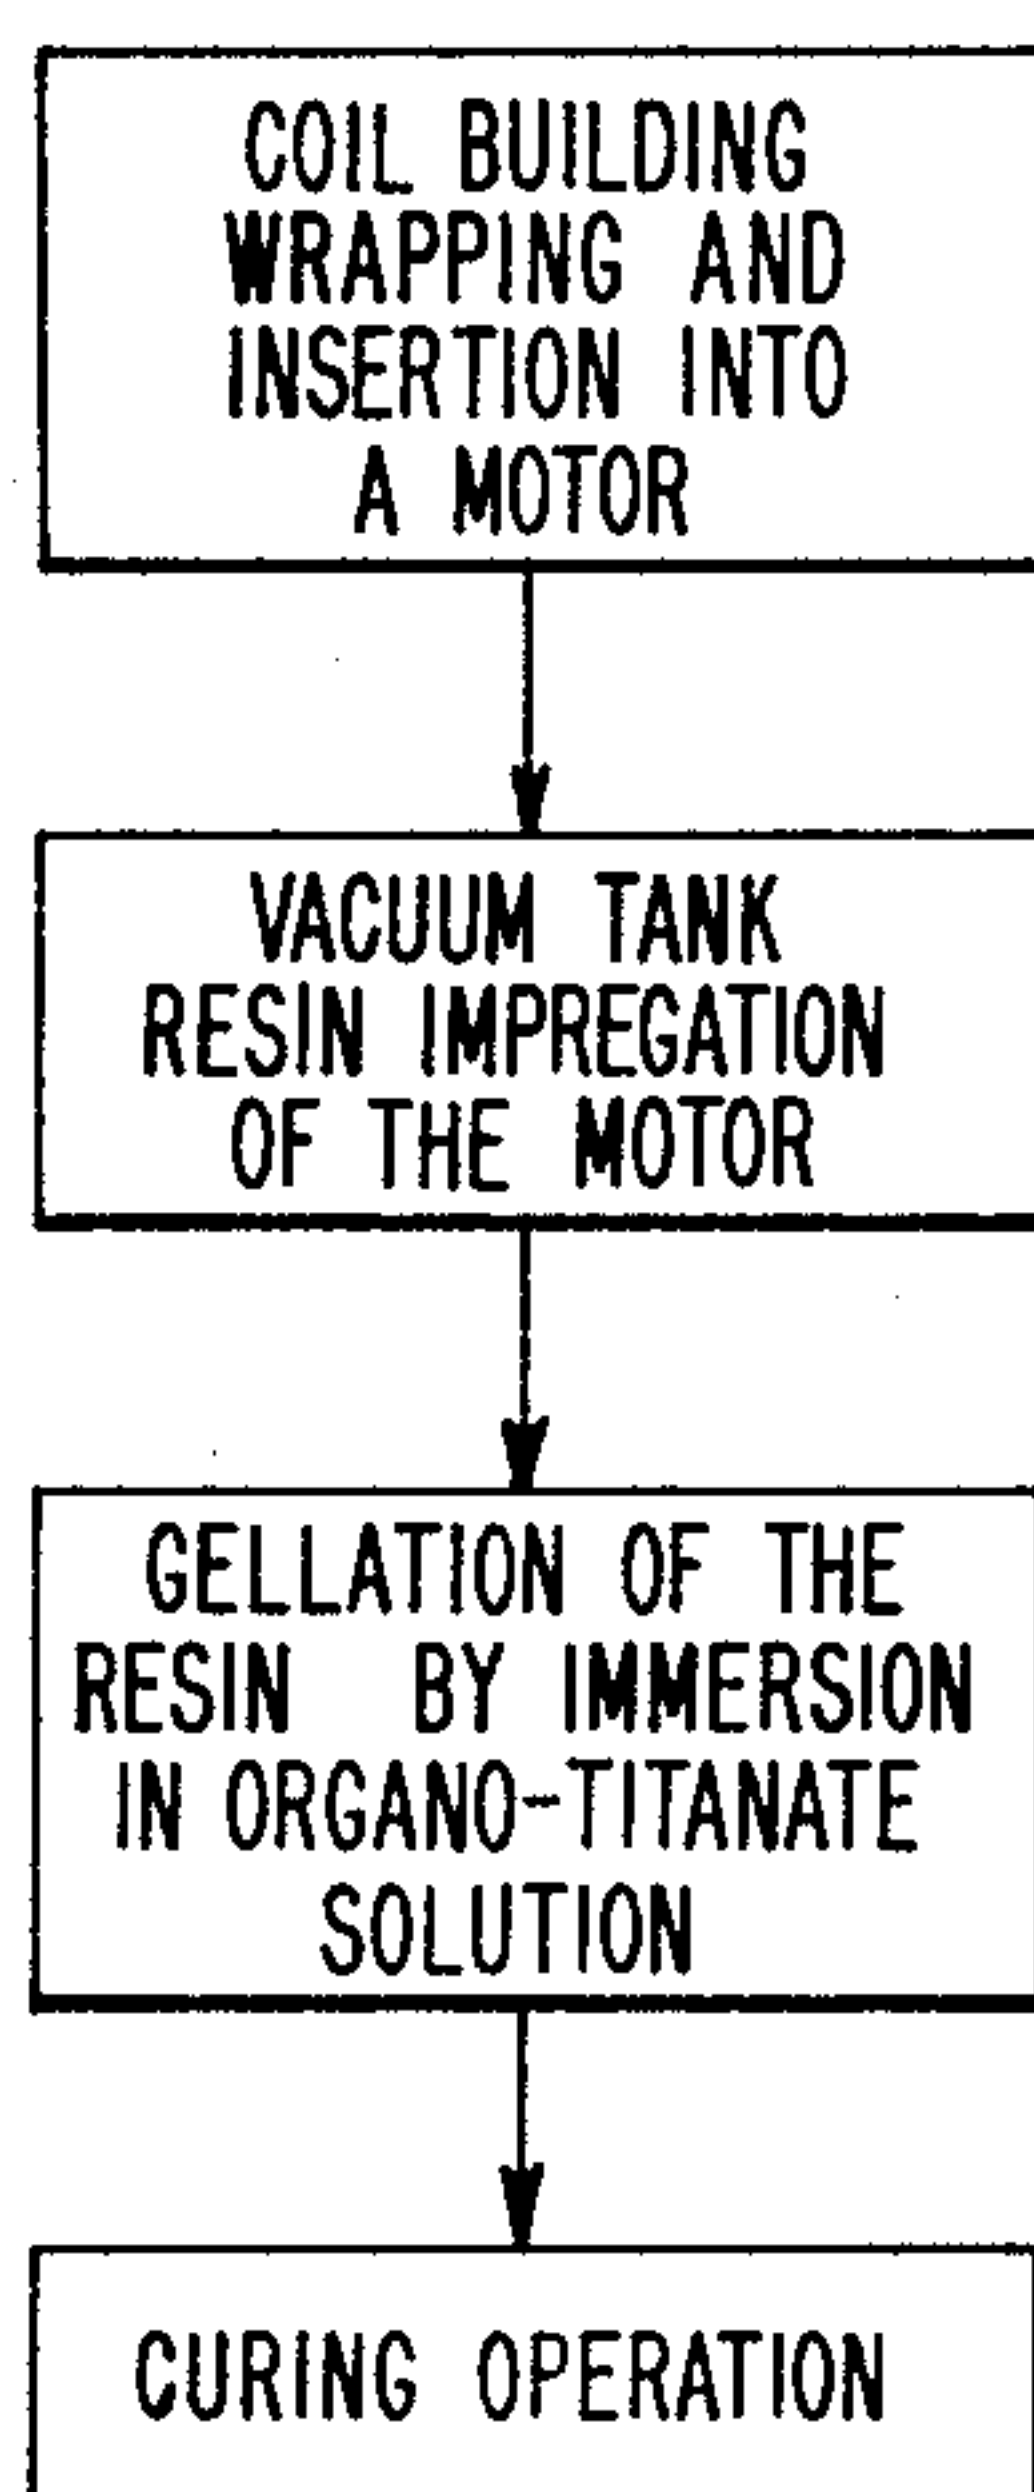 COIL BUILDING
WRAPPING AND
INSERTION INTO
A MOTOR
VACUUM TANK
RESIN IMPREGATION
OF THE MOTOR
GELLATION OF THE
RESIN BY IMMERSION
IN ORGANO-TITANATE
SOLUTION
CURING OPERATION